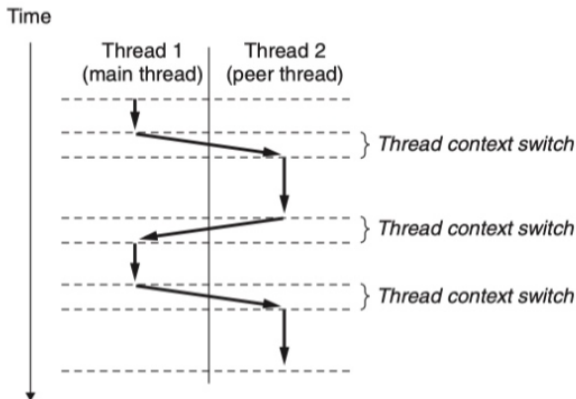 Time
Thread 1
(main thread)
Thread 2
(peer thread)
Thread context switch
Thread context switch
Thread context switch